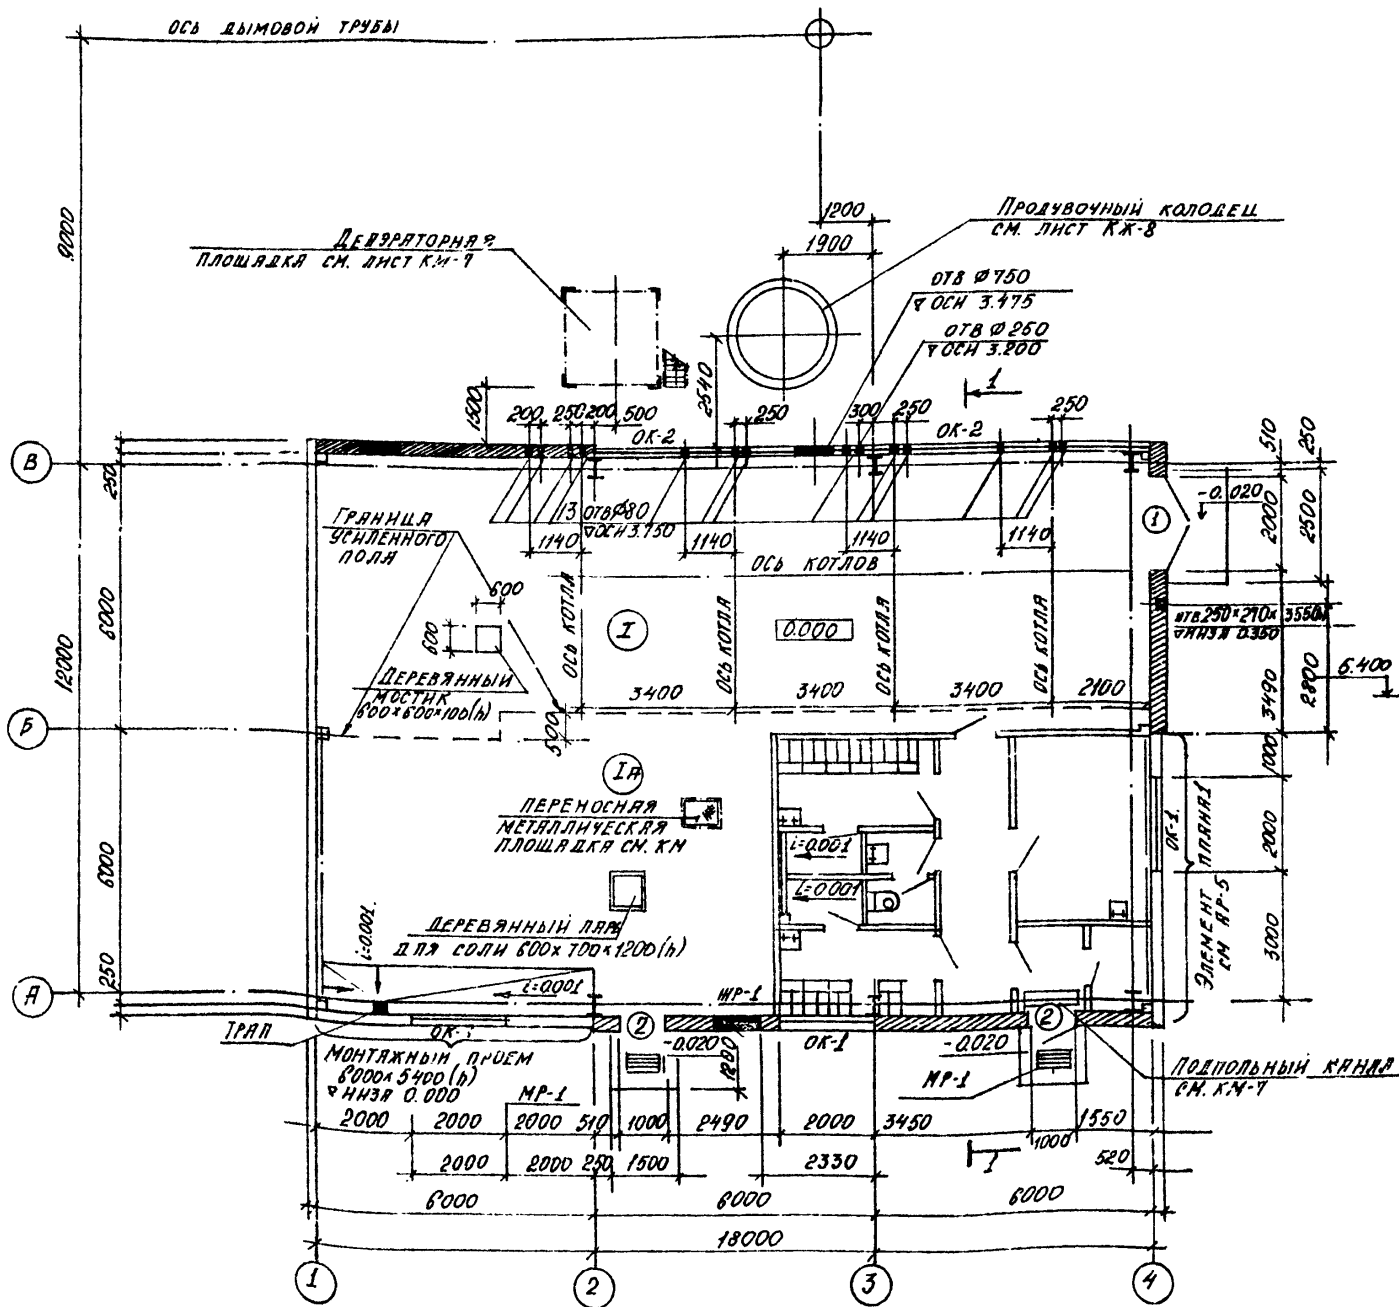 ОСЬ ДЫМОВОЙ ТРУБЫ
9000
1200
1900
ПРОДУВОЧНЫЙ КОЛОДЕЦ
СМ. ЛИСТ КЖ-8
ДЕАЭРАТОРНАЯ
ПЛОЩАДКА СМ. ЛИСТ КМ-7
ОТВ Ø 750
ОСИ 3.475
ОТВ Ø 250
ОСИ 3.200
1
1500
2540
200
250
200
500
ОК-2
250
300
250
ОК-2
250
510
250
В
250
ГРАНИЦА
УСИЛЕННОГО
ПОЛА
13 ОТВ Ø80
ОСИ 3.750
1140
1140
1140
1140
-0.020
1
2000
2500
ОСЬ КОТЛОВ
600
600
6000
12000
ОСЬ КОТЛА
ОСЬ КОТЛА
ОСЬ КОТЛА
ОСЬ КОТЛА
I
0.000
ОТВ.250×270×3550h
НИЗА 0.350
6.400
ДЕРЕВЯННЫЙ
МОСТИК
600×600×100(h)
3400
3400
3400
2100
3490
2800
Б
500
Iа
1000
ПЕРЕНОСНАЯ
МЕТАЛЛИЧЕСКАЯ
ПЛОЩАДКА СМ. КМ
i=0.001
i=0.001
ОК-1
2000
ЭЛЕМЕНТ ПЛАНА 1
СМ АР-5
6000
ДЕРЕВЯННЫЙ ЛАРЬ
ДЛЯ СОЛИ 600×700×1200(h)
3000
i=0.001
250
А
i=0.001
МР-1
ТРАП
2
ОК-1
2
-0.020
1200
-0.020
МОНТАЖНЫЙ ПРОЕМ
6000×5400(h)
НИЗА 0.000
МР-1
МР-1
ПОДПОЛЬНЫЙ КАНАЛ
СМ. КМ-7
2000
2000
2000
510
1000
2490
2000
3450
1000
1550
2000
2000
250
1500
2330
1
520
6000
6000
6000
18000
1
2
3
4